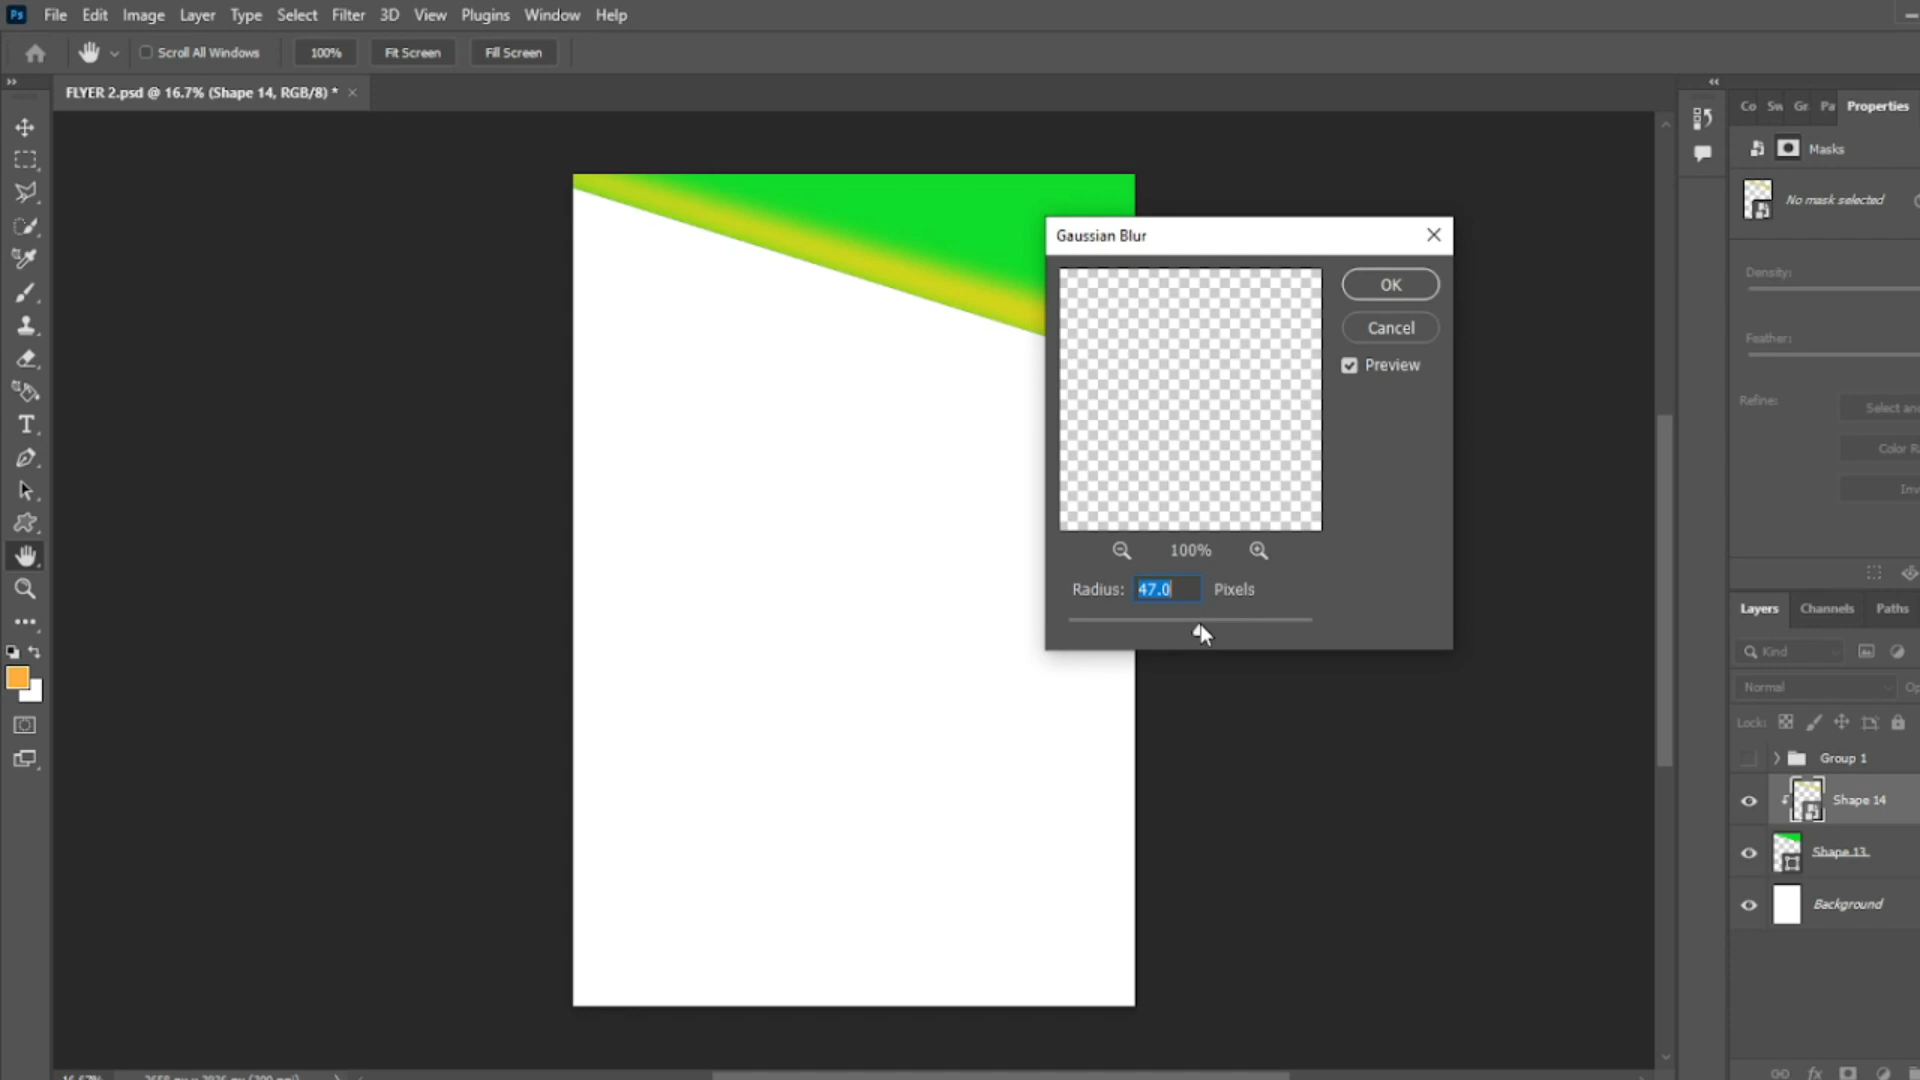 Ps File Edit Image Layer Type Select Filter 3D View Plugins Window Help
Scroll All Windows 100% Fit Screen Fill Screen
FLYER 2.psd @ 16.7% (Shape 14, RGB/8) * ×
Co Sw Gr Pa Properties
Masks
No mask selected
Gaussian Blur
OK
Cancel
Preview
100%
Radius: 47.0 Pixels
Density:
Feather:
Refine:
Select and
Color R
Inv
T
Layers Channels Paths
Kind
Normal Op
Lock:
Group 1
Shape 14
Shape 13
Background
fx